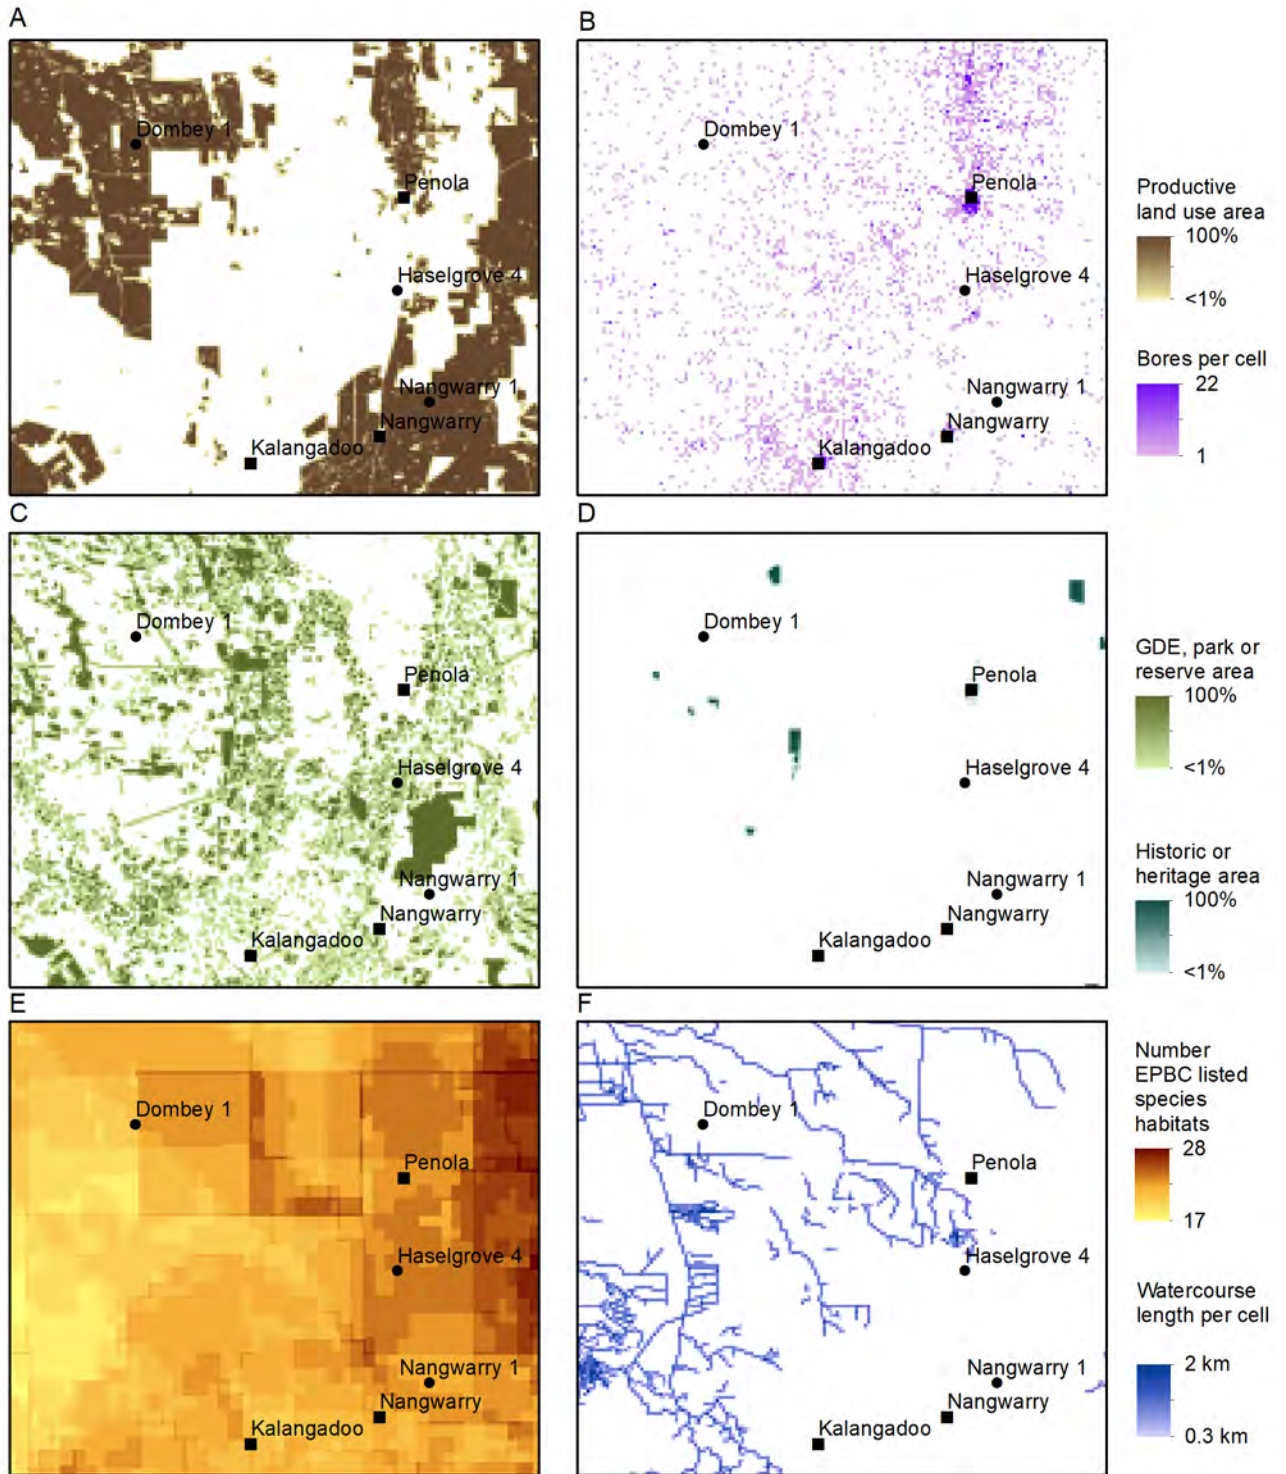 A
B
Dombey 1
Penola
Haselgrove 4
Nangwarry 1
Nangwarry
Kalangadoo
Dombey 1
Penola
Haselgrove 4
Nangwarry 1
Nangwarry
Kalangadoo
Productive
land use area
100%
<1%
Bores per cell
22
1
C
D
Dombey 1
Penola
Haselgrove 4
Nangwarry 1
Nangwarry
Kalangadoo
Dombey 1
Penola
Haselgrove 4
Nangwarry 1
Nangwarry
Kalangadoo
GDE, park or
reserve area
100%
<1%
Historic or
heritage area
100%
<1%
E
F
Dombey 1
Penola
Haselgrove 4
Nangwarry 1
Nangwarry
Kalangadoo
Dombey 1
Penola
Haselgrove 4
Nangwarry 1
Nangwarry
Kalangadoo
Number
EPBC listed
species
habitats
28
17
Watercourse
length per cell
2 km
0.3 km